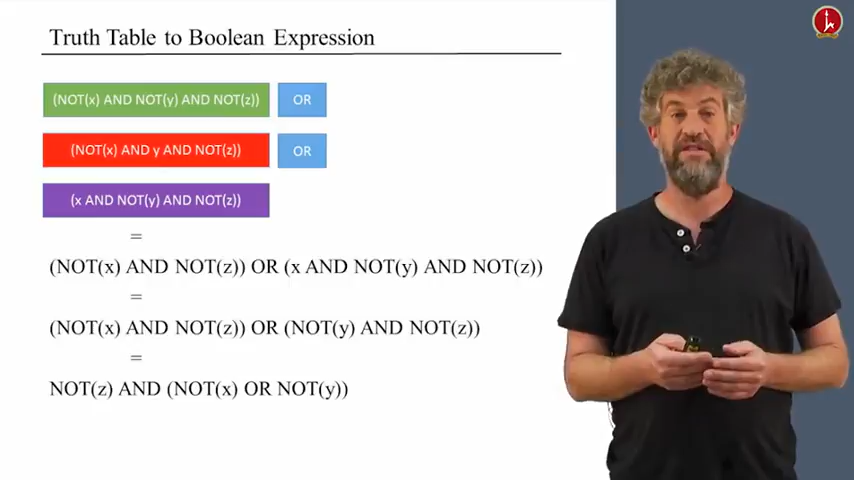 Truth Table to Boolean Expression
(NOT(x) AND NOT(y) AND NOT(z)) OR
(NOT(x) AND y AND NOT(z)) OR
(x AND NOT(y) AND NOT(z))
=
(NOT(x) AND NOT(z)) OR (x AND NOT(y) AND NOT(z))
=
(NOT(x) AND NOT(z)) OR (NOT(y) AND NOT(z))
=
NOT(z) AND (NOT(x) OR NOT(y))